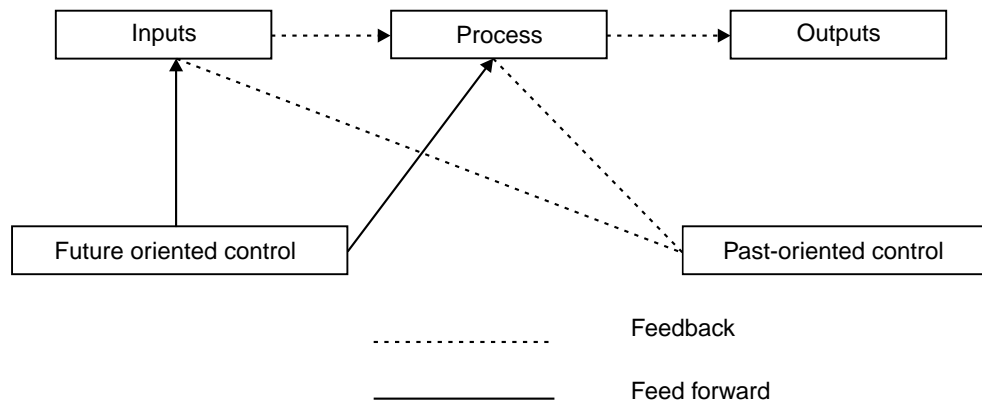 Inputs
Process
Outputs
Future oriented control
Past-oriented control
Feedback
Feed forward